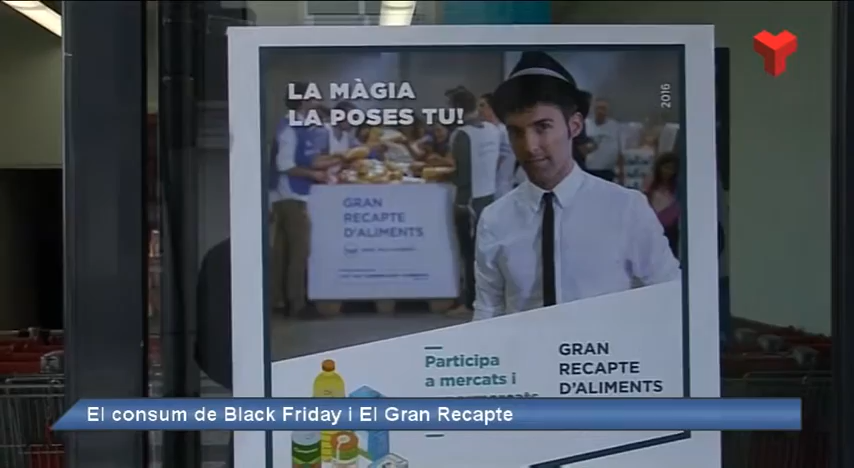 LA MÀGIA
LA POSES TU!
2016
GRAN
RECAPTE
D'ALIMENTS
Participa
a mercats i
GRAN
RECAPTE
D'ALIMENTS
El consum de Black Friday i El Gran Recapte